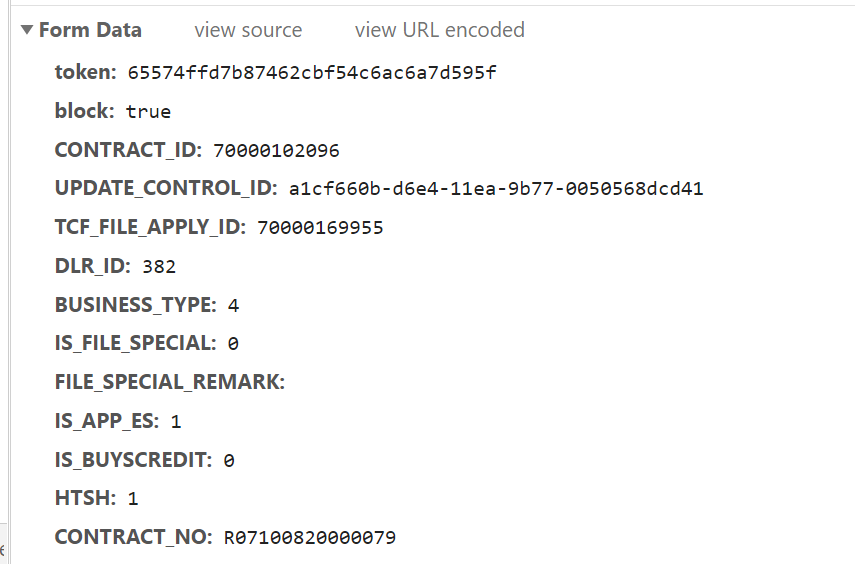 Form Data view source view URL encoded
token: 65574ffd7b87462cbf54c6ac6a7d595f
block: true
CONTRACT_ID: 70000102096
UPDATE_CONTROL_ID: a1cf660b-d6e4-11ea-9b77-0050568dcd41
TCF_FILE_APPLY_ID: 70000169955
DLR_ID: 382
BUSINESS_TYPE: 4
IS_FILE_SPECIAL: 0
FILE_SPECIAL_REMARK:
IS_APP_ES: 1
IS_BUYSCREDIT: 0
HTSH: 1
CONTRACT_NO: R07100820000079